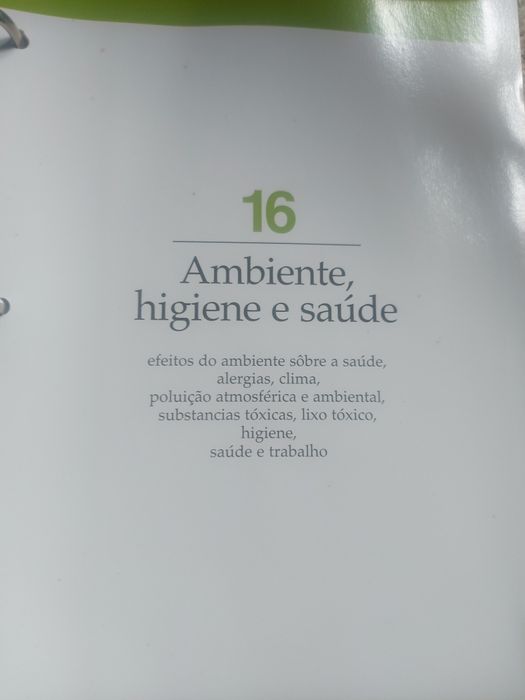 16
Ambiente,
higiene e saúde
efeitos do ambiente sôbre a saúde,
alergias, clima,
poluição atmosférica e ambiental,
substancias tóxicas, lixo tóxico,
higiene,
saúde e trabalho